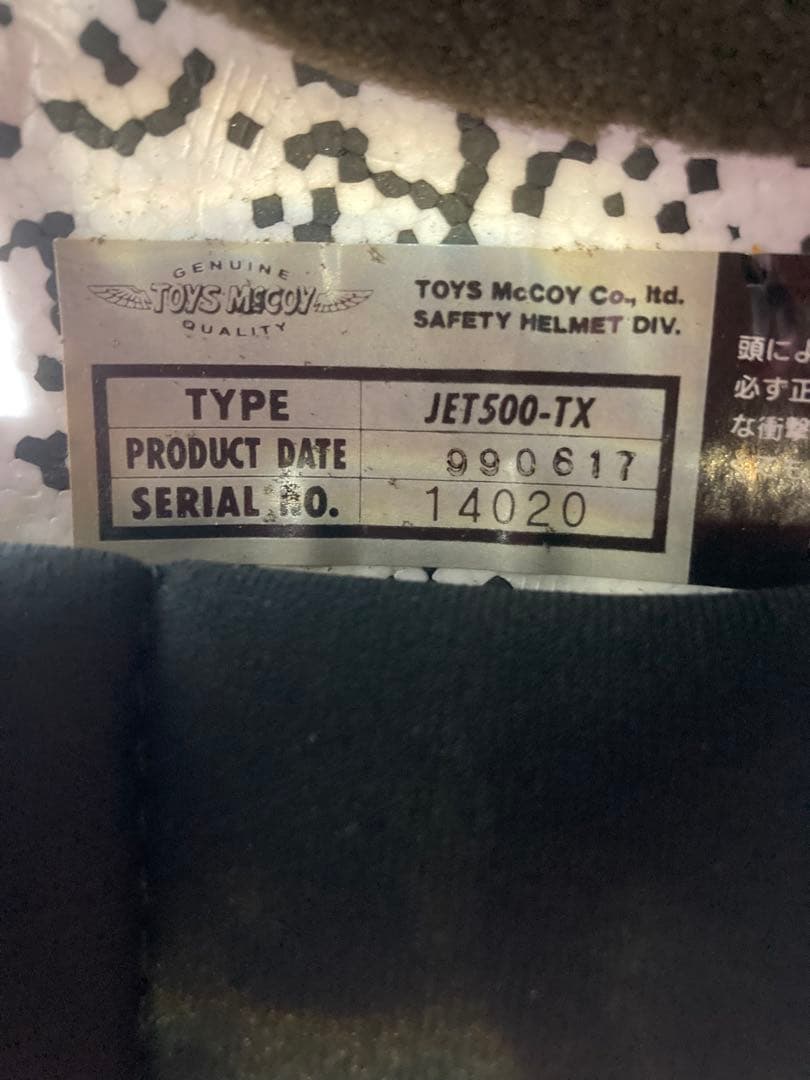 GENUINE
TOYS McCOY
QUALITY
TOYS McCOY Co., ltd.
SAFETY HELMET DIV.
TYPE JET500-TX
PRODUCT DATE 990617
SERIAL NO. 14020
頭によ
必ず正
な衝撃